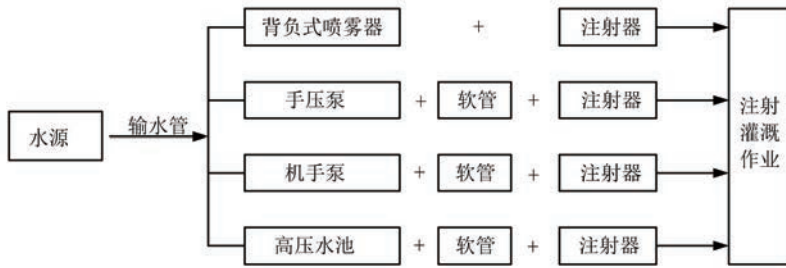 背负式喷雾器 + 注射器
手压泵 + 软管 + 注射器
水源 输水管
机手泵 + 软管 + 注射器
高压水池 + 软管 + 注射器
注射
灌溉
作业